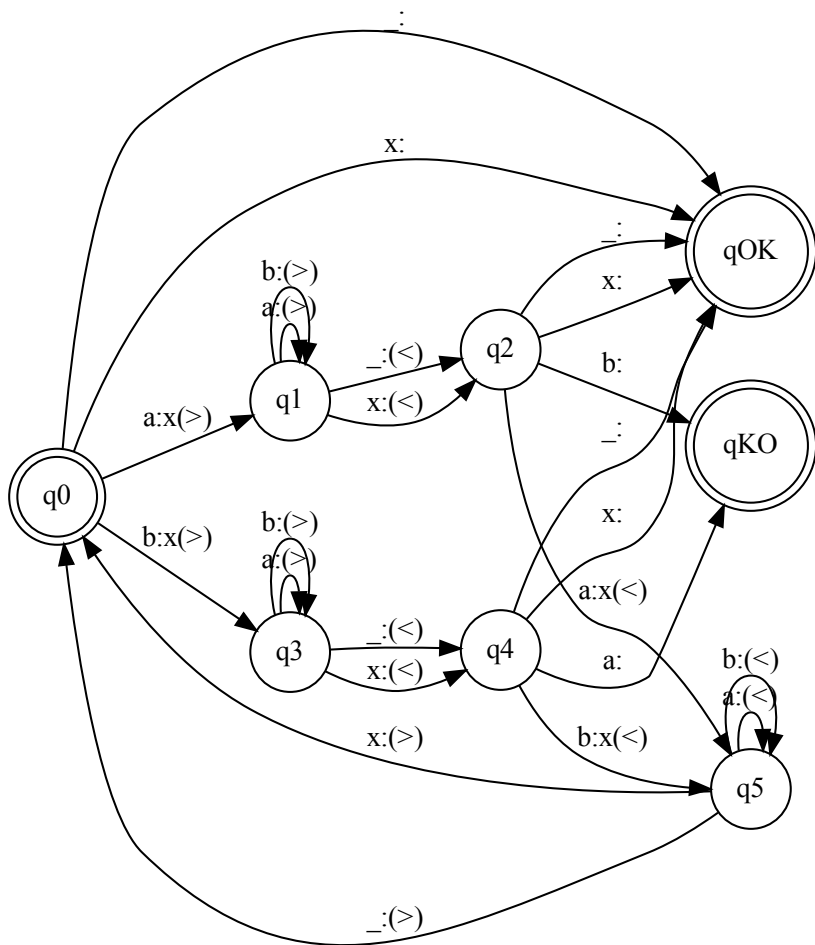 _:
x:
b:(>)
a:(>)
_:(<)
x:(<)
q1
a:x(>)
q0
b:x(>)
b:(>)
a:(>)
_:(<)
x:(<)
q3
q2
_:
x:
b:
qOK
qKO
_:
x:
a:x(<)
a:
q4
b:x(<)
b:(<)
a:(<)
q5
x:(>)
_:(>)